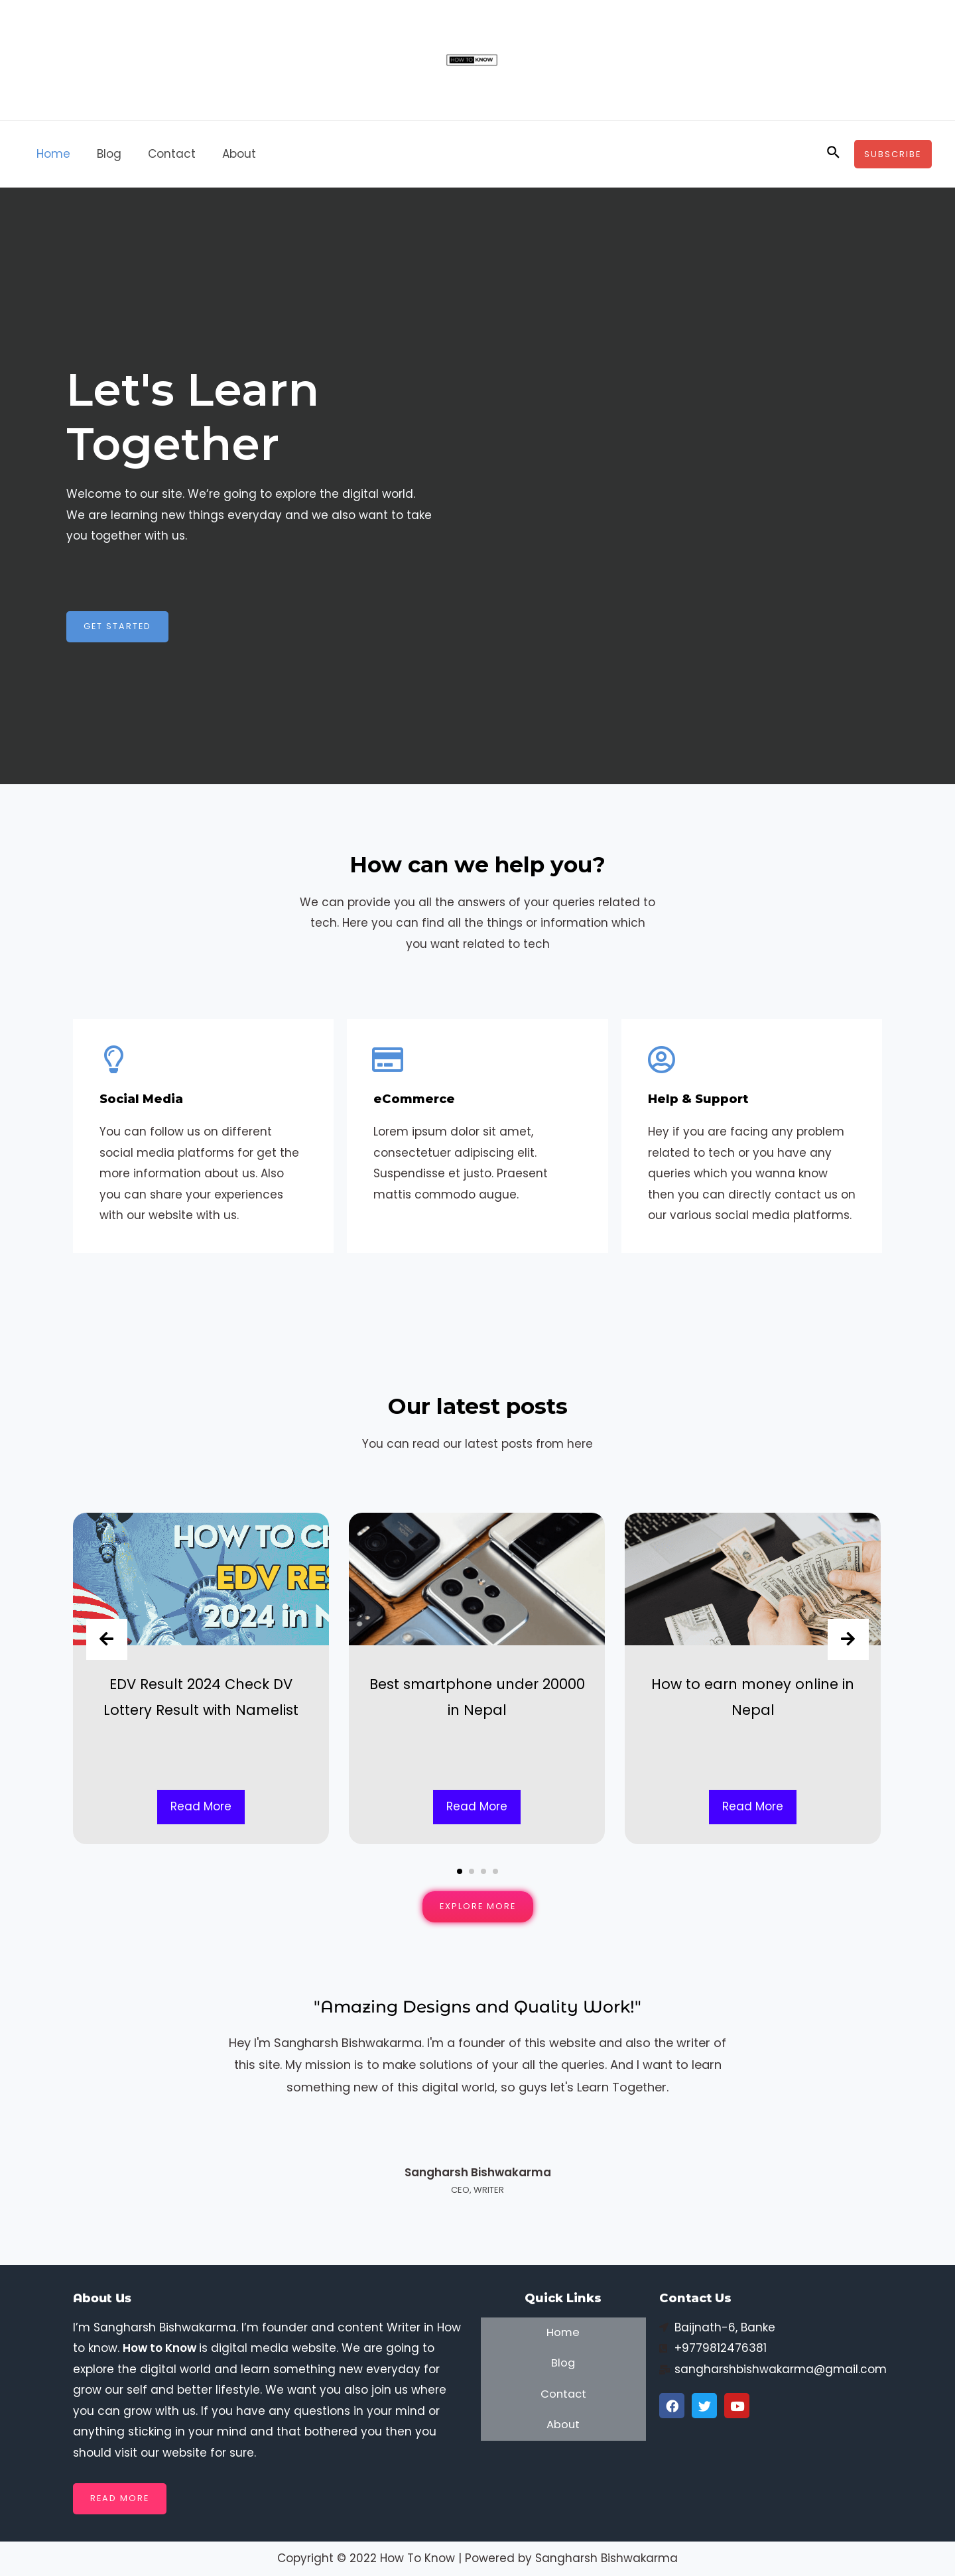 HOW TO KNOW
Home Blog Contact About SUBSCRIBE
Let's Learn
Together
Welcome to our site. We’re going to explore the digital world.
We are learning new things everyday and we also want to take
you together with us.
GET STARTED
How can we help you?
We can provide you all the answers of your queries related to
tech. Here you can find all the things or information which
you want related to tech
Social Media
You can follow us on different
social media platforms for get the
more information about us. Also
you can share your experiences
with our website with us.
eCommerce
Lorem ipsum dolor sit amet,
consectetuer adipiscing elit.
Suspendisse et justo. Praesent
mattis commodo augue.
Help & Support
Hey if you are facing any problem
related to tech or you have any
queries which you wanna know
then you can directly contact us on
our various social media platforms.
Our latest posts
You can read our latest posts from here
HOW TO CH
EDV RES
2024 in N
EDV Result 2024 Check DV
Lottery Result with Namelist
Read More
Best smartphone under 20000
in Nepal
Read More
How to earn money online in
Nepal
Read More
EXPLORE MORE
"Amazing Designs and Quality Work!"
Hey I'm Sangharsh Bishwakarma. I'm a founder of this website and also the writer of
this site. My mission is to make solutions of your all the queries. And I want to learn
something new of this digital world, so guys let's Learn Together.
Sangharsh Bishwakarma
CEO, WRITER
About Us
I’m Sangharsh Bishwakarma. I’m founder and content Writer in How
to know. How to Know is digital media website. We are going to
explore the digital world and learn something new everyday for
grow our self and better lifestyle. We want you also join us where
you can grow with us. If you have any questions in your mind or
anything sticking in your mind and that bothered you then you
should visit our website for sure.
READ MORE
Quick Links
Home
Blog
Contact
About
Contact Us
Baijnath-6, Banke
+9779812476381
sangharshbishwakarma@gmail.com
Copyright © 2022 How To Know | Powered by Sangharsh Bishwakarma